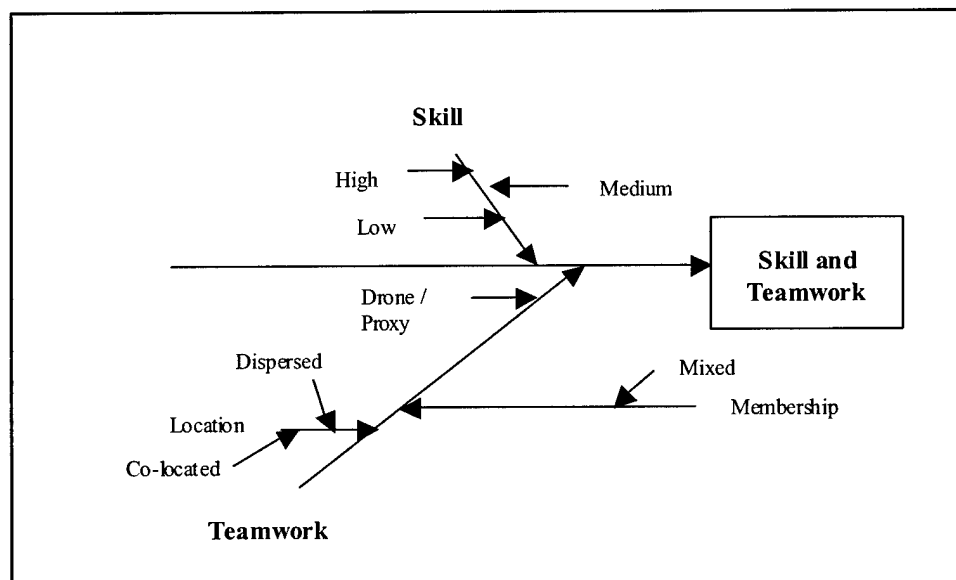 Skill
High
Medium
Low
Skill and
Teamwork
Drone /
Proxy
Dispersed
Mixed
Membership
Location
Co-located
Teamwork